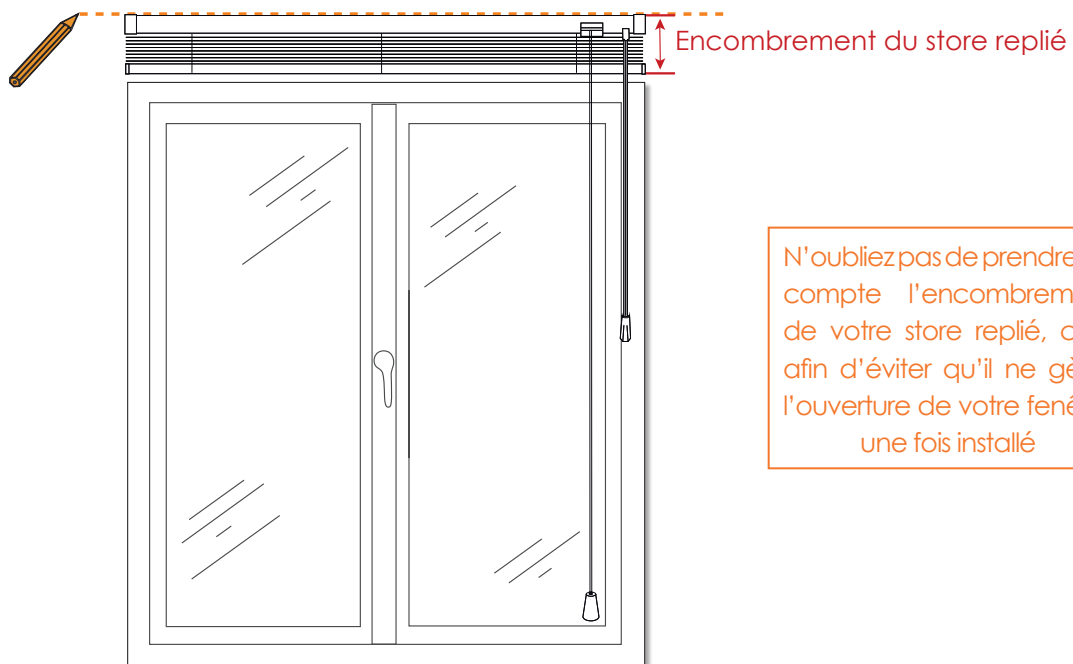 Encombrement du store replié
N'oubliez pas de prendre
compte l'encombrem
de votre store replié,
afin d'éviter qu'il ne gê
l'ouverture de votre fenê
une fois installé